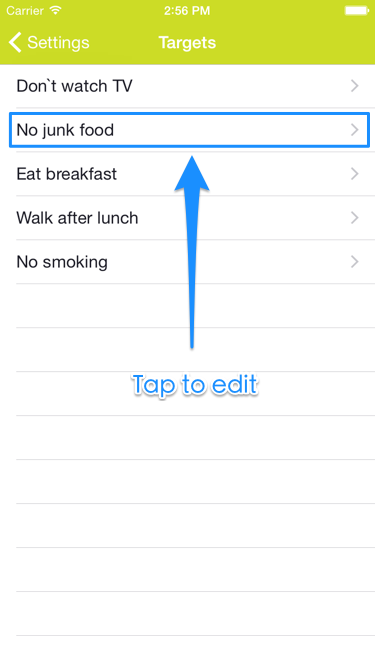 Carrier 2:56 PM
Settings Targets
Don`t watch TV
No junk food
Eat breakfast
Walk after lunch
No smoking
Tap to edit